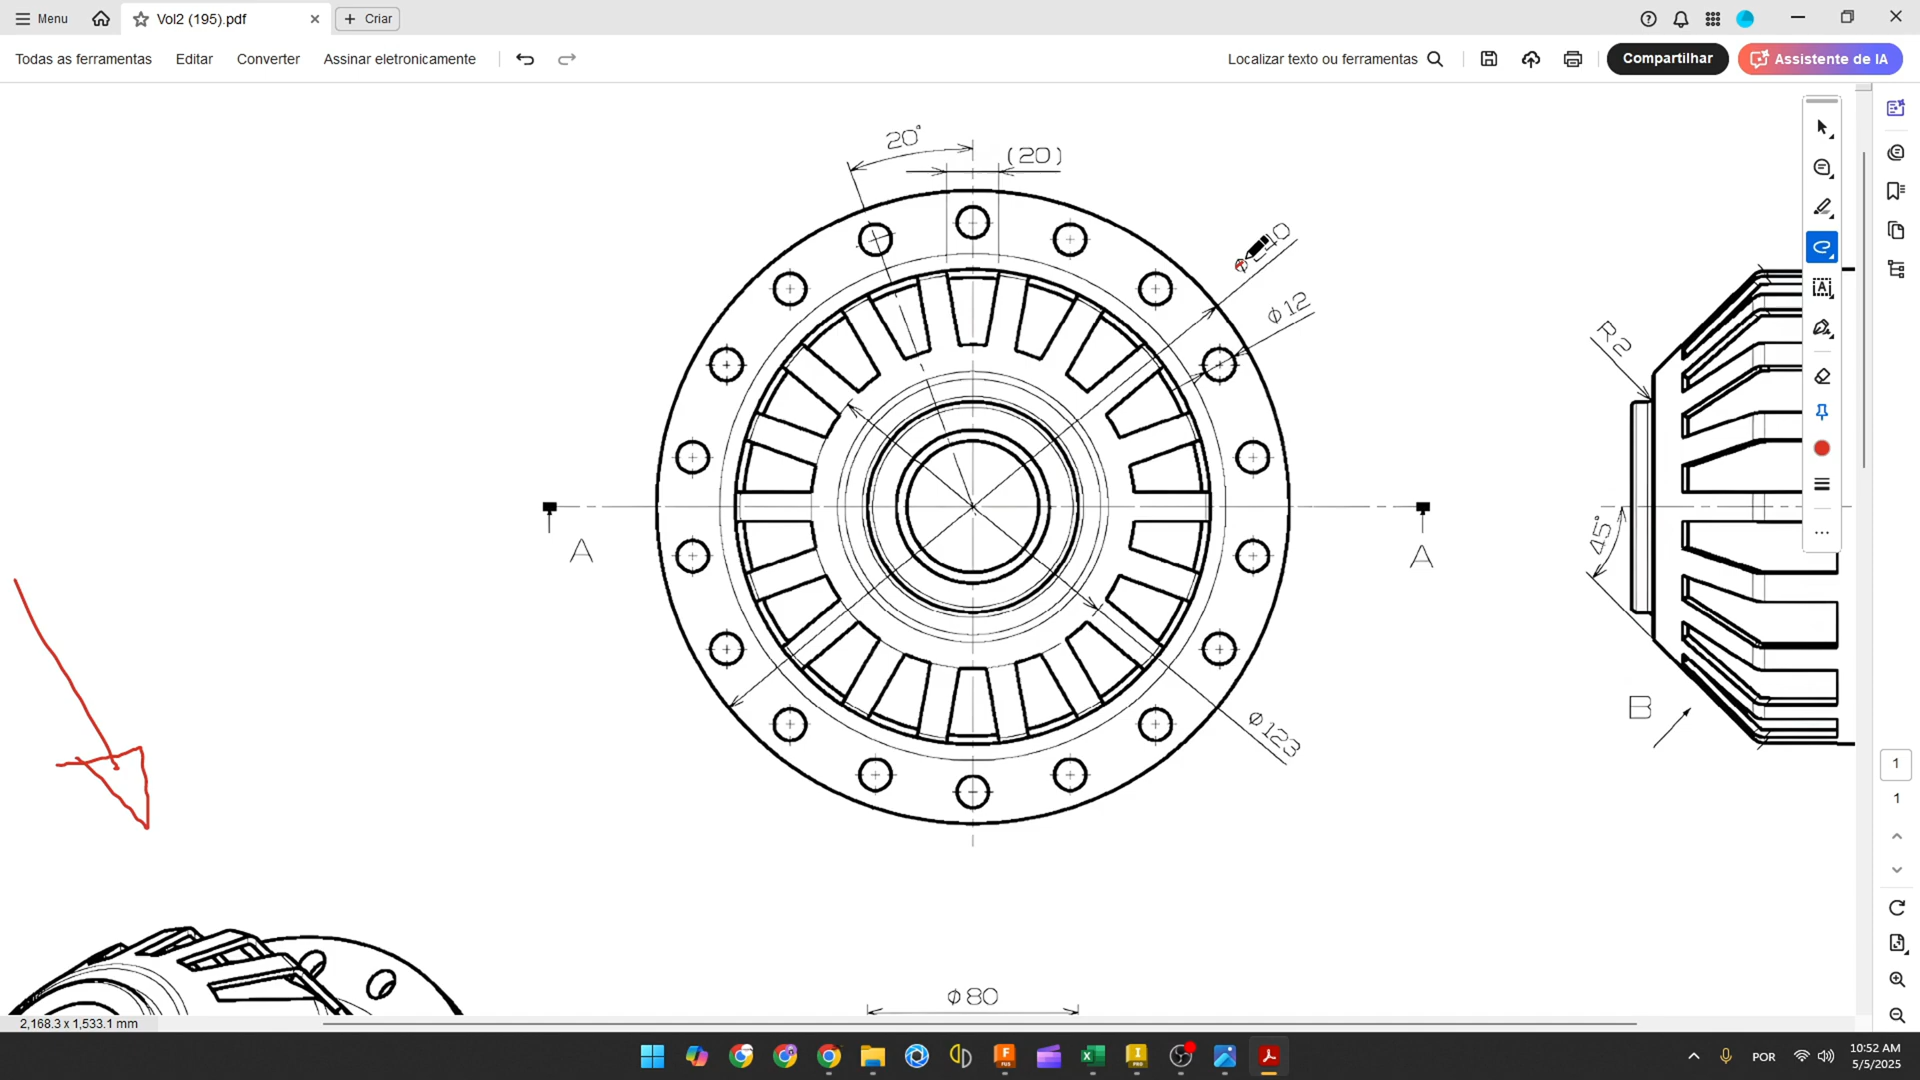 Menu
Vol2 (195).pdf
Criar
Todas as ferramentas
Editar
Converter
Assinar eletronicamente
Localizar texto ou ferramentas
Compartilhar
Assistente de IA
20°
(20)
Φ12
R2
A
A
45°
B
Φ123
Φ80
1
1
2,168.3 x 1,533.1 mm
POR
10:52 AM
5/5/2025